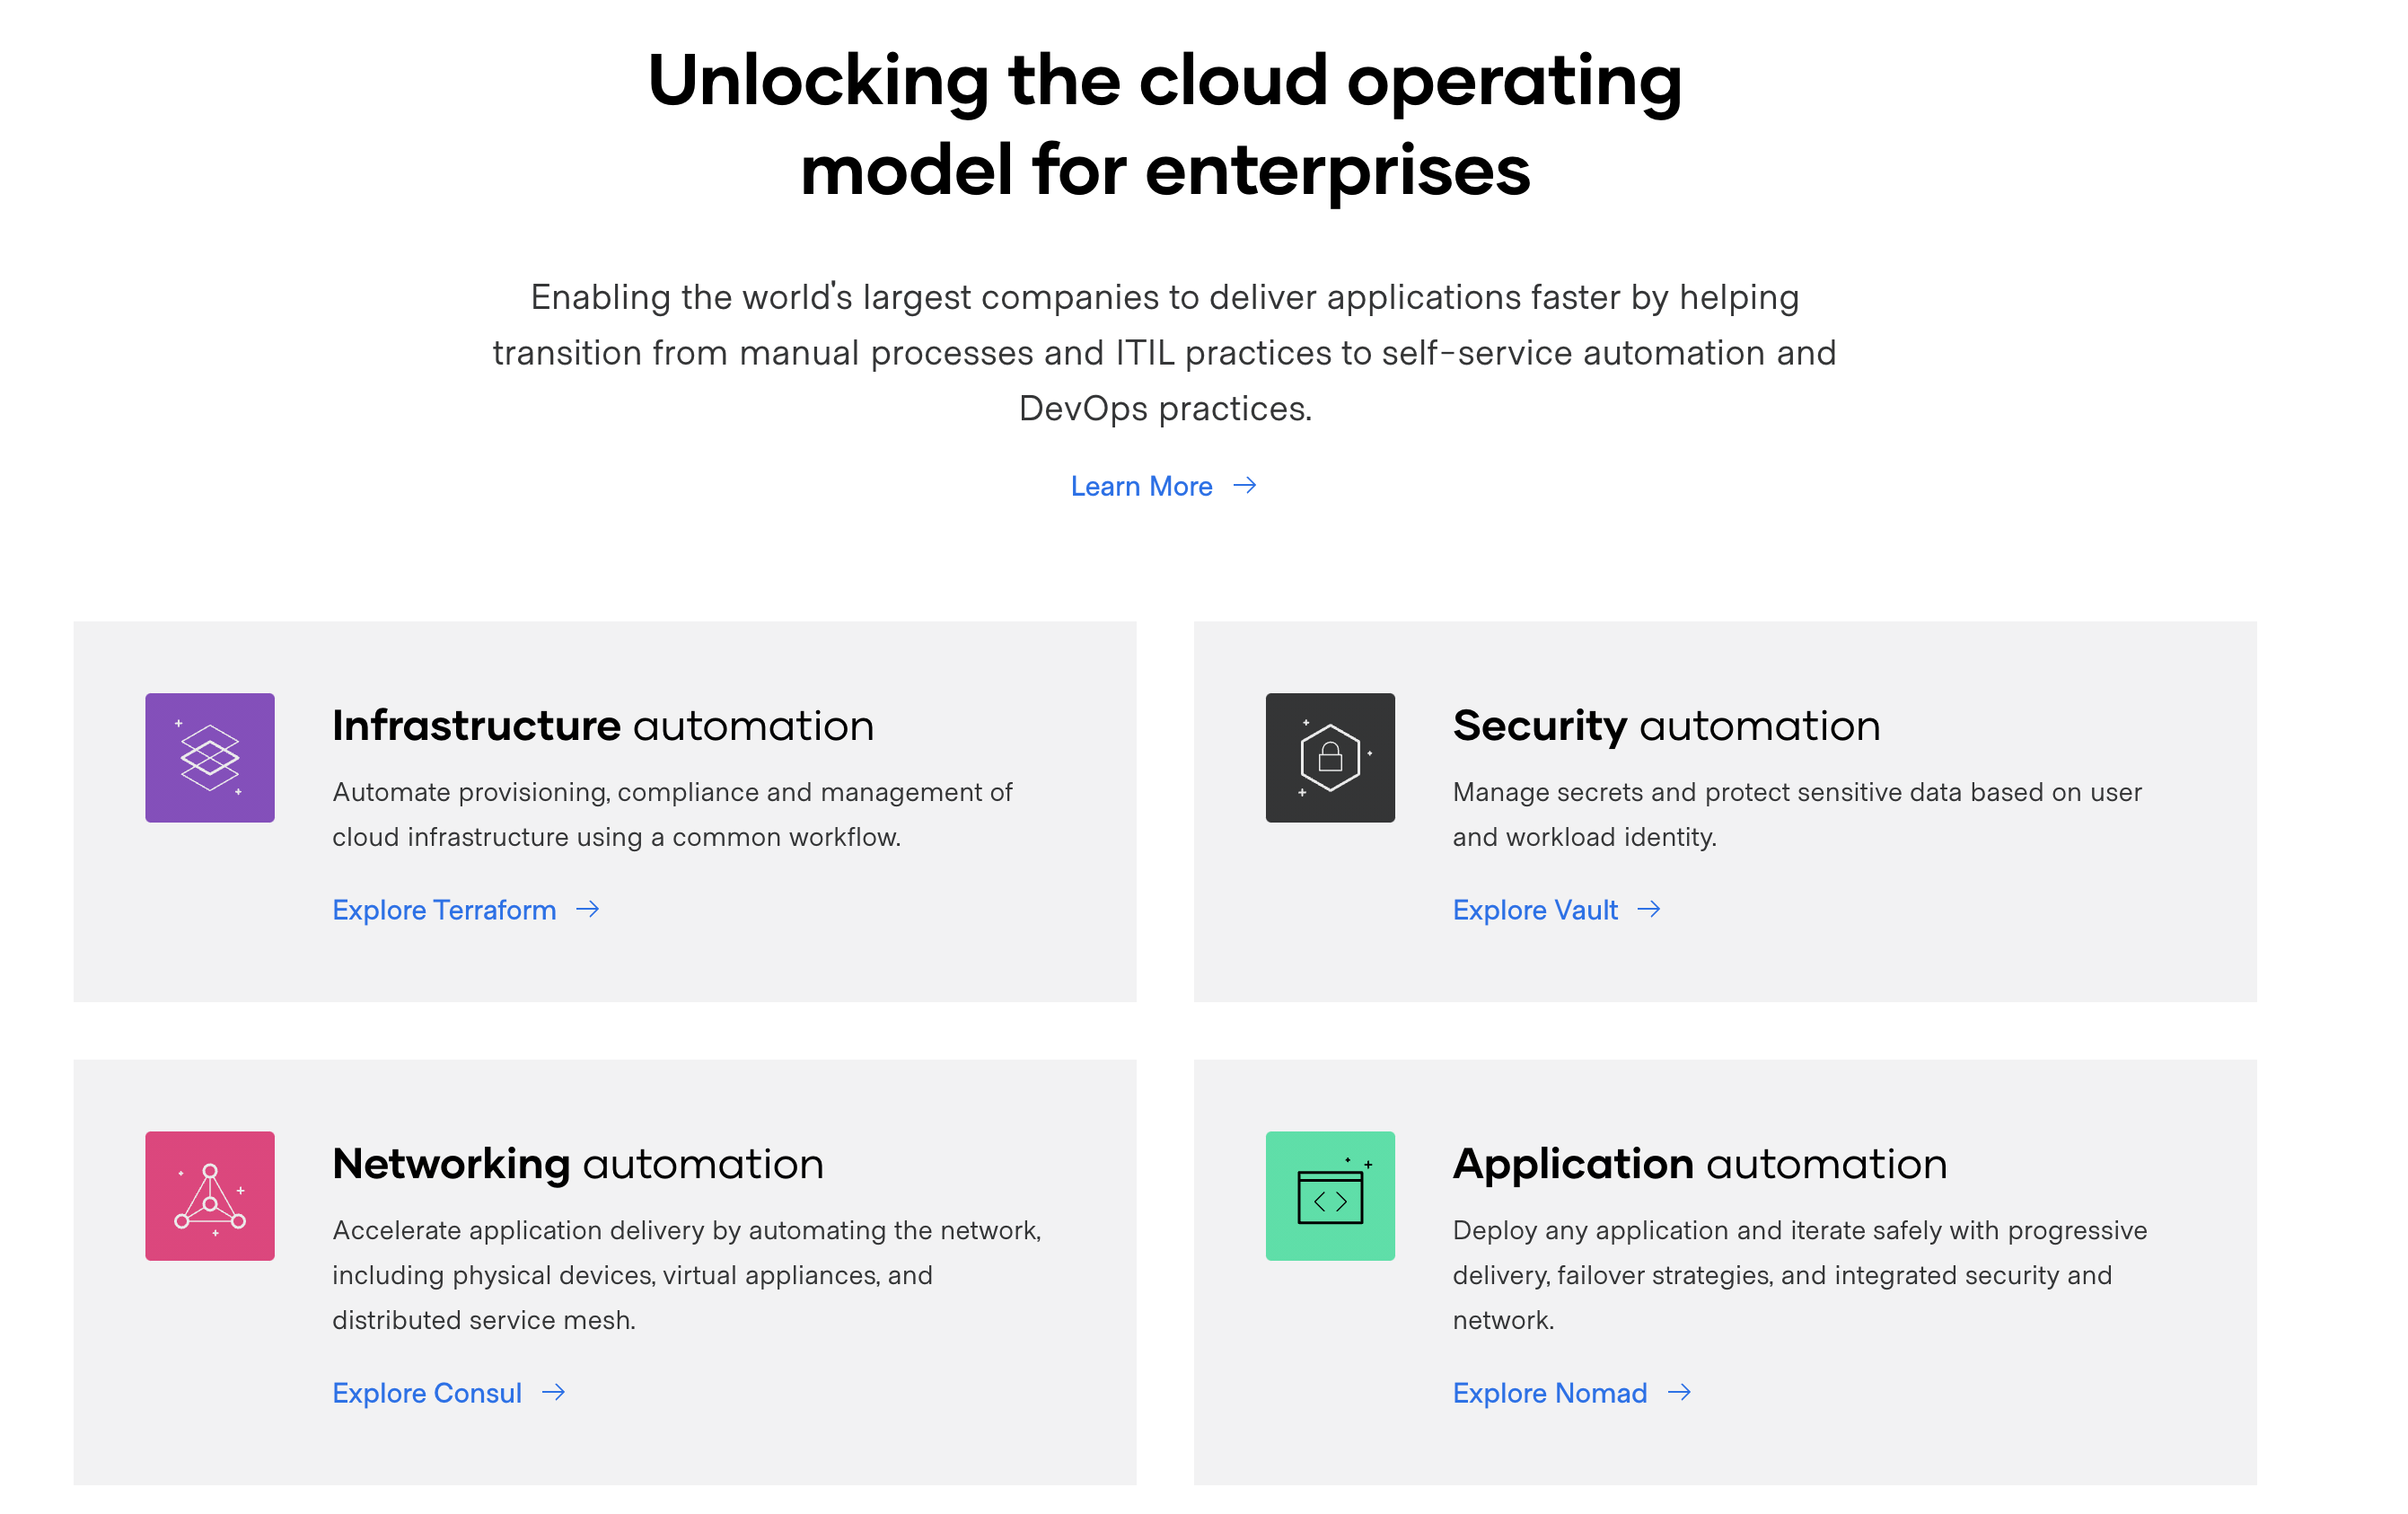 Unlocking the cloud operating
model for enterprises
Enabling the world's largest companies to deliver applications faster by helping
transition from manual processes and ITIL practices to self-service automation and
DevOps practices.
Learn More →
Infrastructure automation
Automate provisioning, compliance and management of
cloud infrastructure using a common workflow.
Explore Terraform →
Security automation
Manage secrets and protect sensitive data based on user
and workload identity.
Explore Vault →
Networking automation
Accelerate application delivery by automating the network,
including physical devices, virtual appliances, and
distributed service mesh.
Explore Consul →
Application automation
Deploy any application and iterate safely with progressive
delivery, failover strategies, and integrated security and
network.
Explore Nomad →